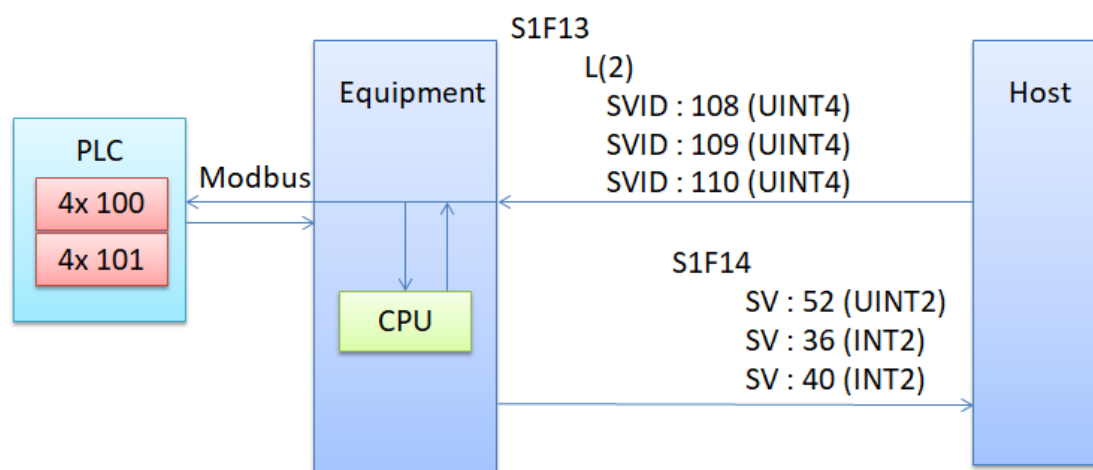 S1F13
L(2)
Equipment
Host
SVID : 108 (UINT4)
SVID : 109 (UINT4)
SVID : 110 (UINT4)
PLC
Modbus
4x 100
4x 101
S1F14
SV : 52 (UINT2)
SV : 36 (INT2)
SV : 40 (INT2)
CPU